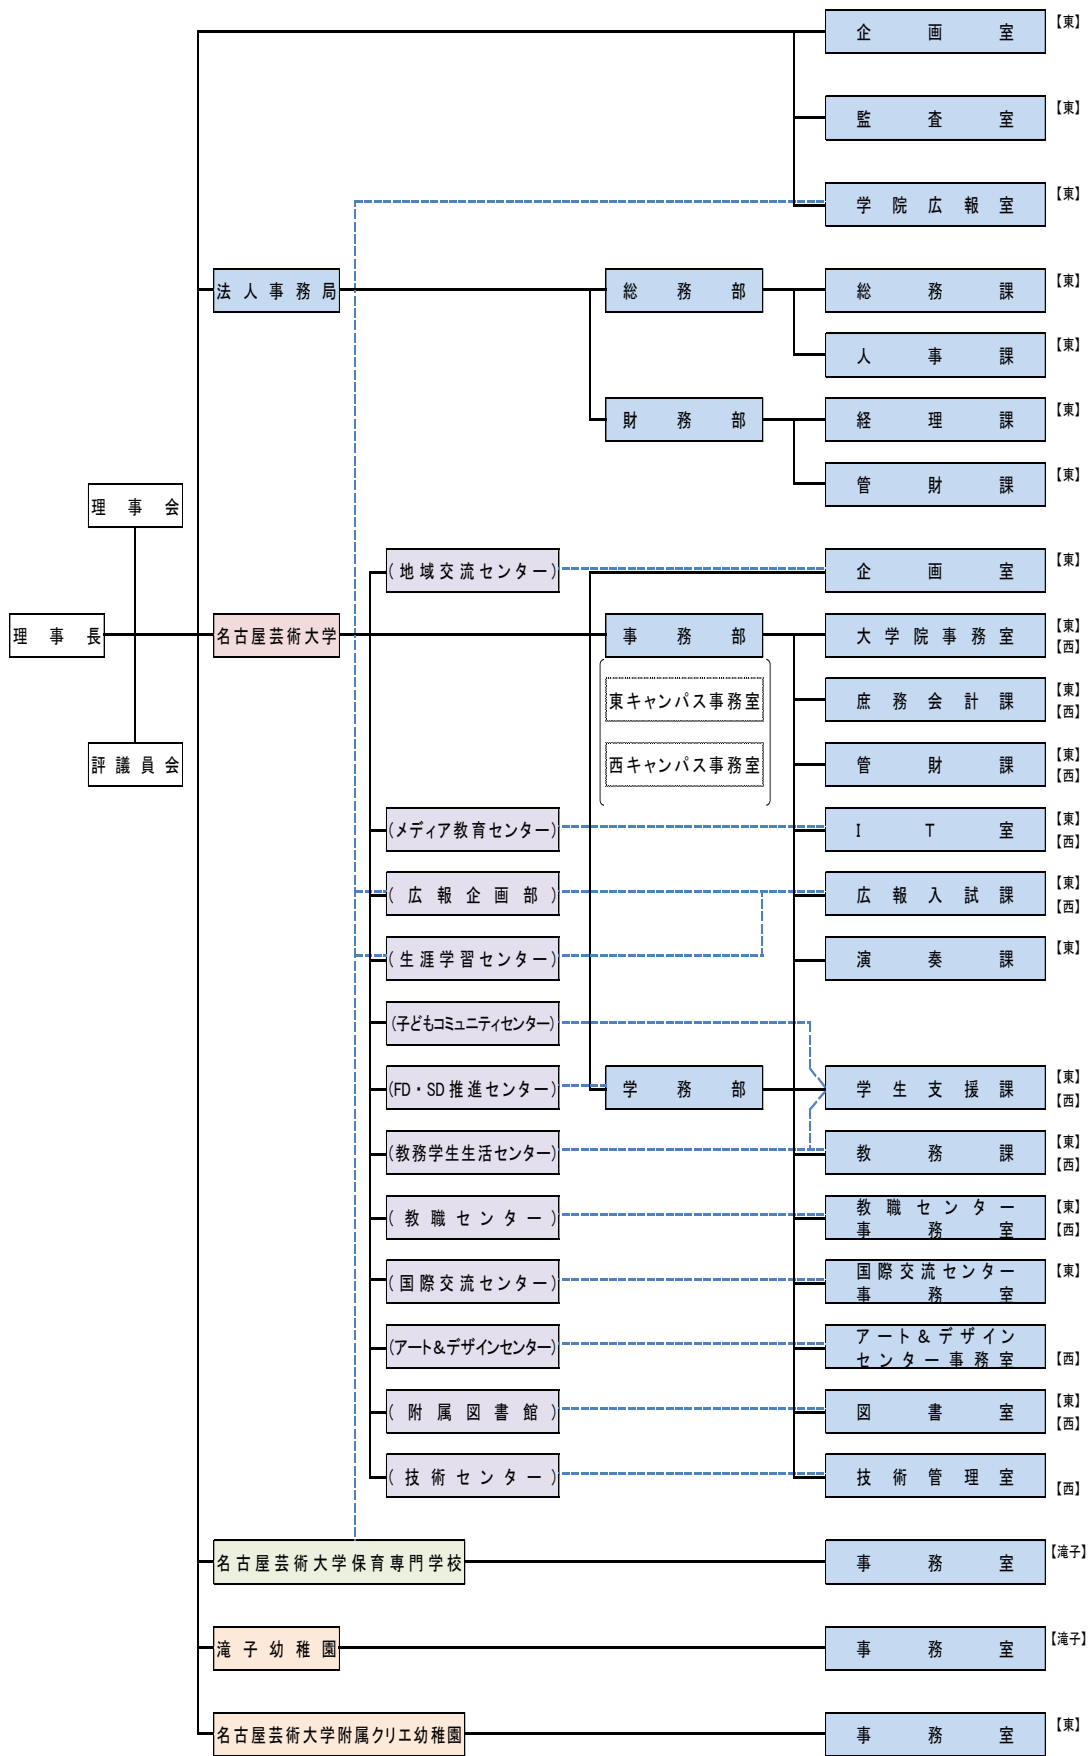 企画室 【東】
監査室 【東】
学院広報室 【東】
法人事務局 総務部 総務課 【東】
人事課 【東】
財務部 経理課 【東】
管財課 【東】
理事会
(地域交流センター) 企画室 【東】
理事長 名古屋芸術大学 事務部 大学院事務室 【東】
【西】
東キャンパス事務室 庶務会計課 【東】
【西】
評議員会 西キャンパス事務室 管財課 【東】
【西】
(メディア教育センター) IT室 【東】
【西】
(広報企画部) 広報入試課 【東】
【西】
(生涯学習センター) 演奏課 【東】
(子どもコミュニティセンター)
(FD・SD推進センター) 学務部 学生支援課 【東】
【西】
(教務学生生活センター) 教務課 【東】
【西】
(教職センター) 教職センター 【東】
事務室 【西】
(国際交流センター) 国際交流センター 【東】
事務室
(アート&デザインセンター) アート&デザイン
センター事務室 【西】
(附属図書館) 図書室 【東】
【西】
(技術センター) 技術管理室 【西】
名古屋芸術大学保育専門学校 事務室 【滝子】
滝子幼稚園 事務室 【滝子】
名古屋芸術大学附属クリエ幼稚園 事務室 【東】